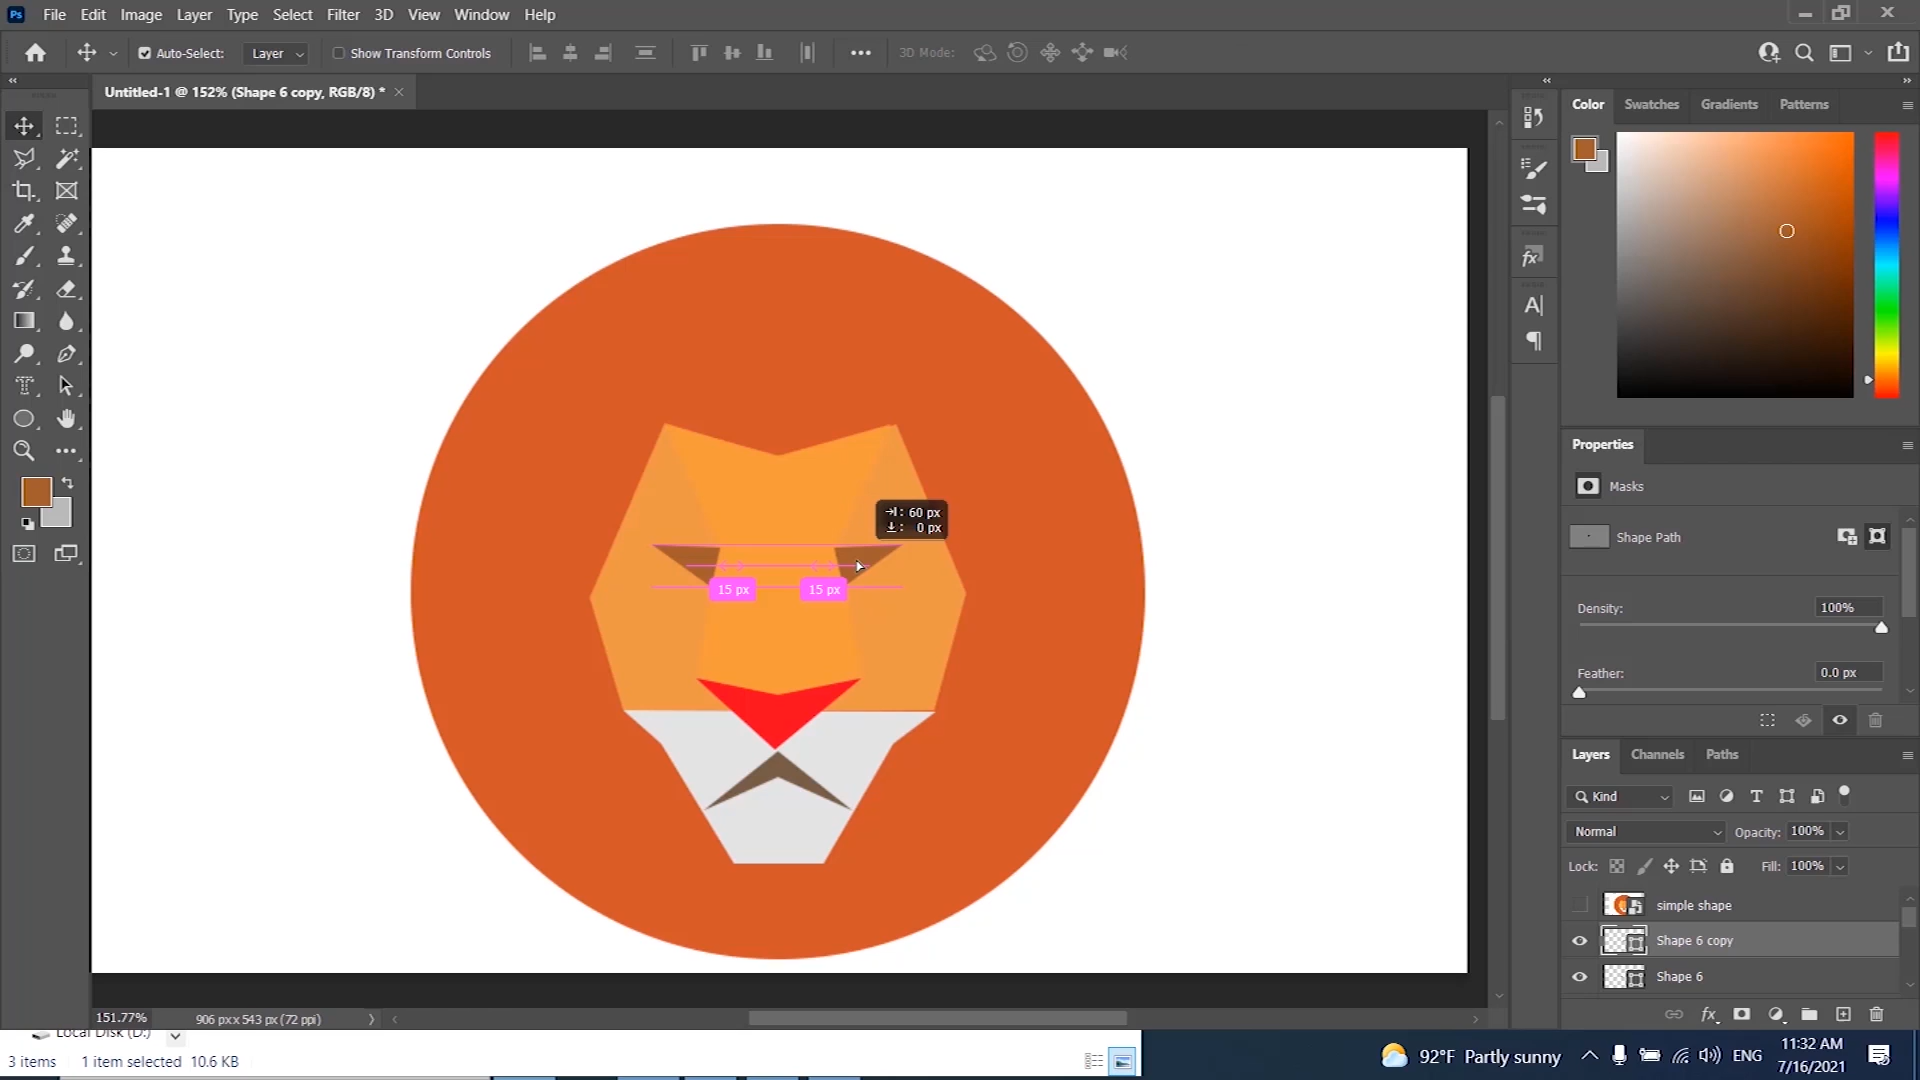 Ps File Edit Image Layer Type Select Filter 3D View Window Help
Auto-Select: Layer Show Transform Controls 3D Mode:
Untitled-1 @ 152% (Shape 6 copy, RGB/8) *
Color Swatches Gradients Patterns
60 px
0 px
15 px 15 px
Properties
Masks
Shape Path
Density: 100%
Feather: 0.0 px
Layers Channels Paths
Kind
Normal Opacity: 100%
Lock: Fill: 100%
simple shape
Shape 6 copy
Shape 6
151.77% 906 px x 543 px (72 ppi)
Local Disk (D:)
3 items 1 item selected 10.6 KB
92°F Partly sunny ENG 11:32 AM
7/16/2021